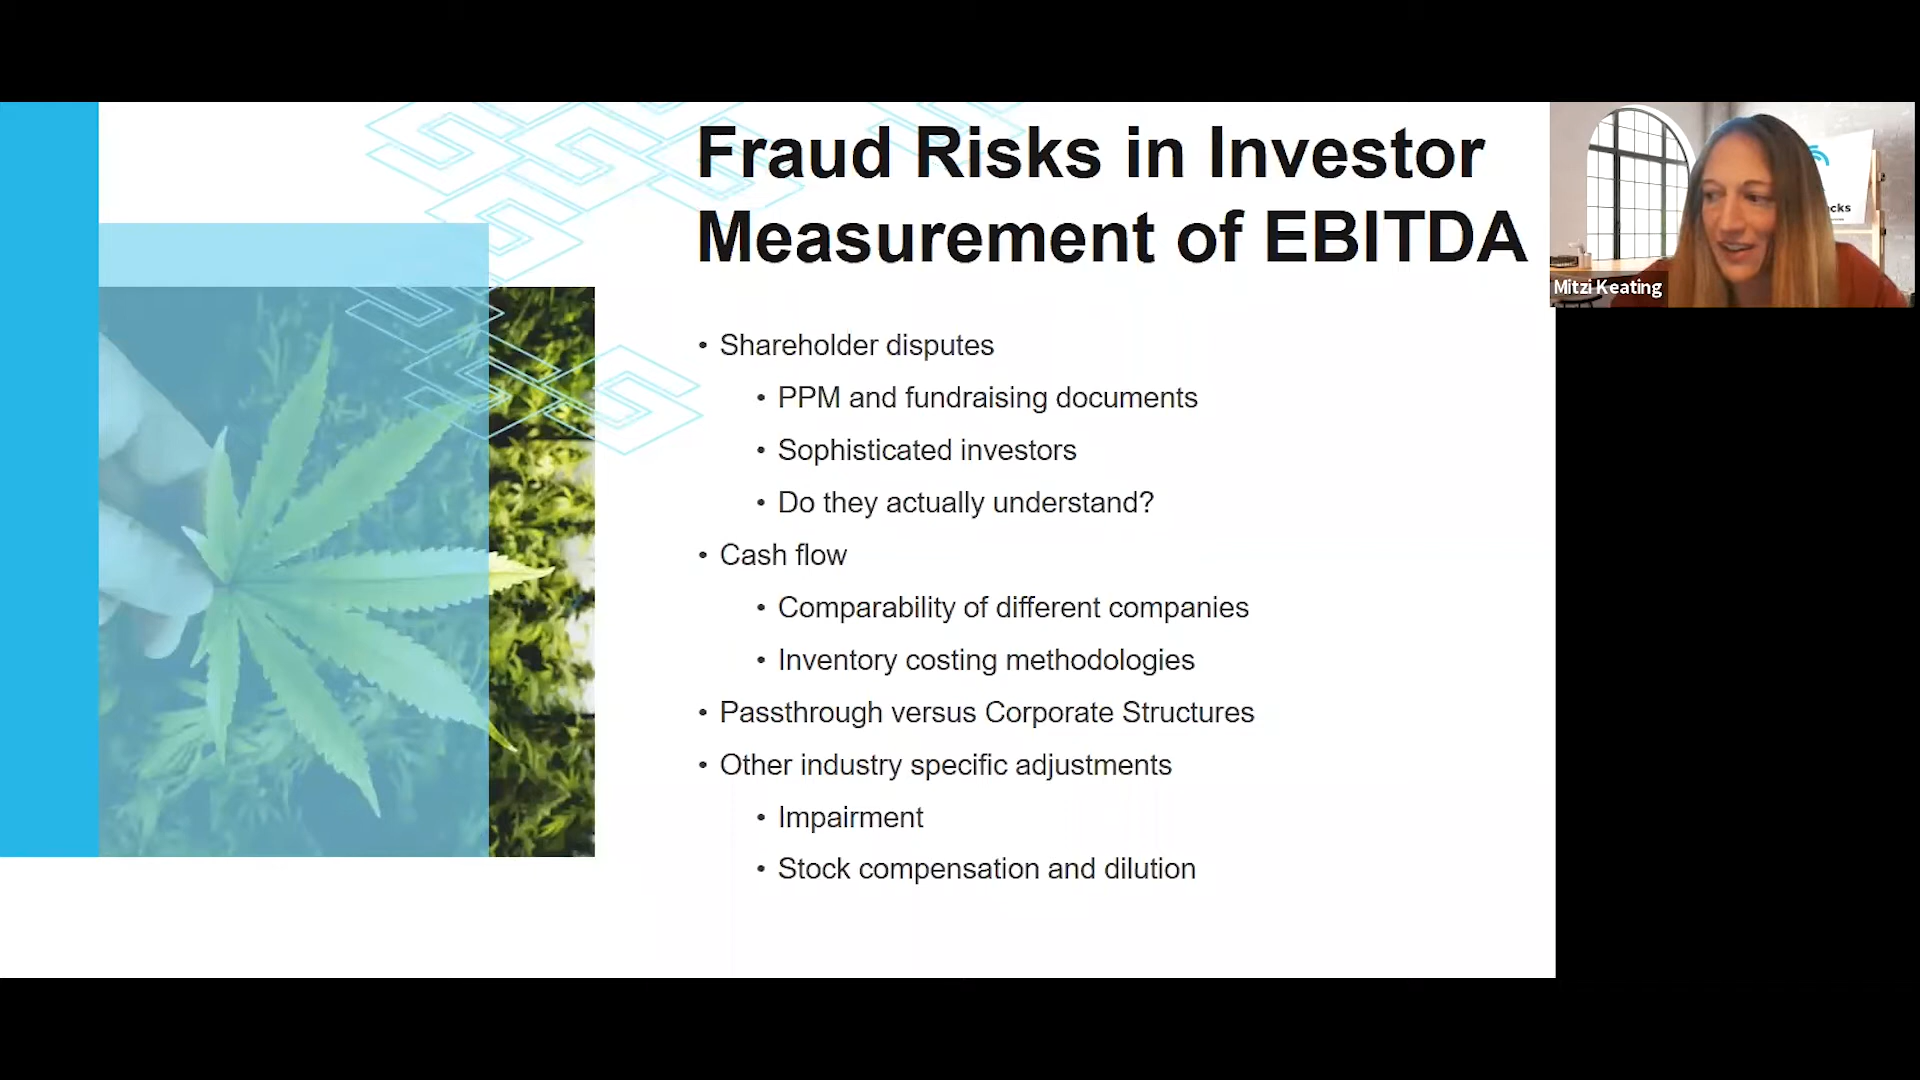 Fraud Risks in Investor
Measurement of EBITDA
• Shareholder disputes
• PPM and fundraising documents
• Sophisticated investors
• Do they actually understand?
• Cash flow
• Comparability of different companies
• Inventory costing methodologies
• Passthrough versus Corporate Structures
• Other industry specific adjustments
• Impairment
• Stock compensation and dilution
Mitzi Keating